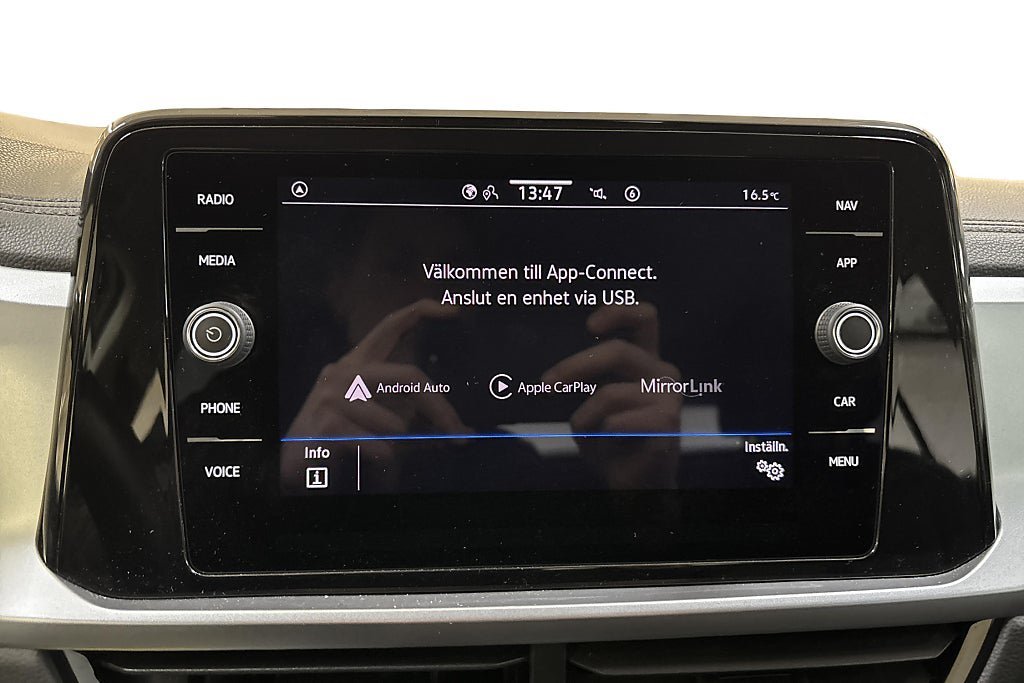 RADIO
MEDIA
PHONE
VOICE
13:47
6
16.5°C
Välkommen till App-Connect.
Anslut en enhet via USB.
Android Auto
Apple CarPlay
MirrorLink
Info
i
Inställn.
NAV
APP
CAR
MENU